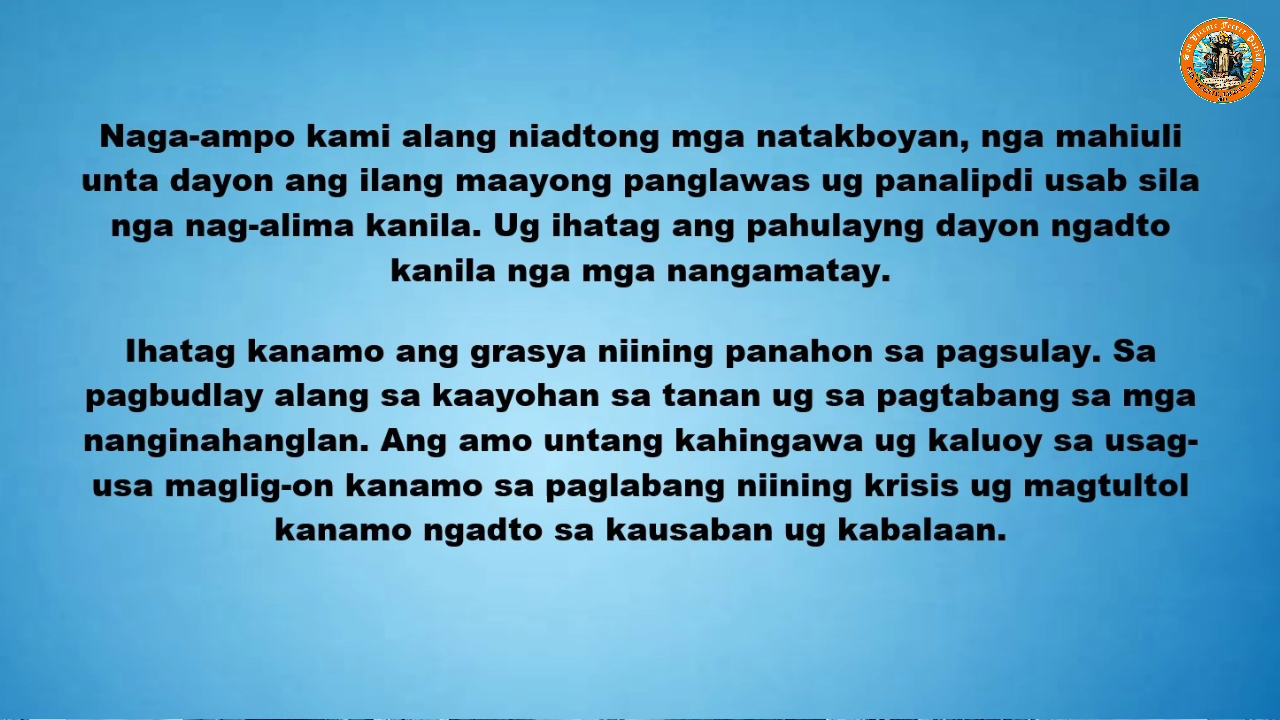 Naga-ampo kami alang niadtong mga natakboyan, nga mahiuli
unta dayon ang ilang maayong panglawas ug panalipdi usab sila
nga nag-alima kanila. Ug ihatag ang pahulayng dayon ngadto
kanila nga mga nangamatay.
Ihatag kanamo ang grasya niining panahon sa pagsulay. Sa
pagbudlay alang sa kaayohan sa tanan ug sa pagtabang sa mga
nanginahanglan. Ang amo untang kahingawa ug kaluoy sa usag-
usa maglig-on kanamo sa paglabang niining krisis ug magtultol
kanamo ngadto sa kausaban ug kabalaan.